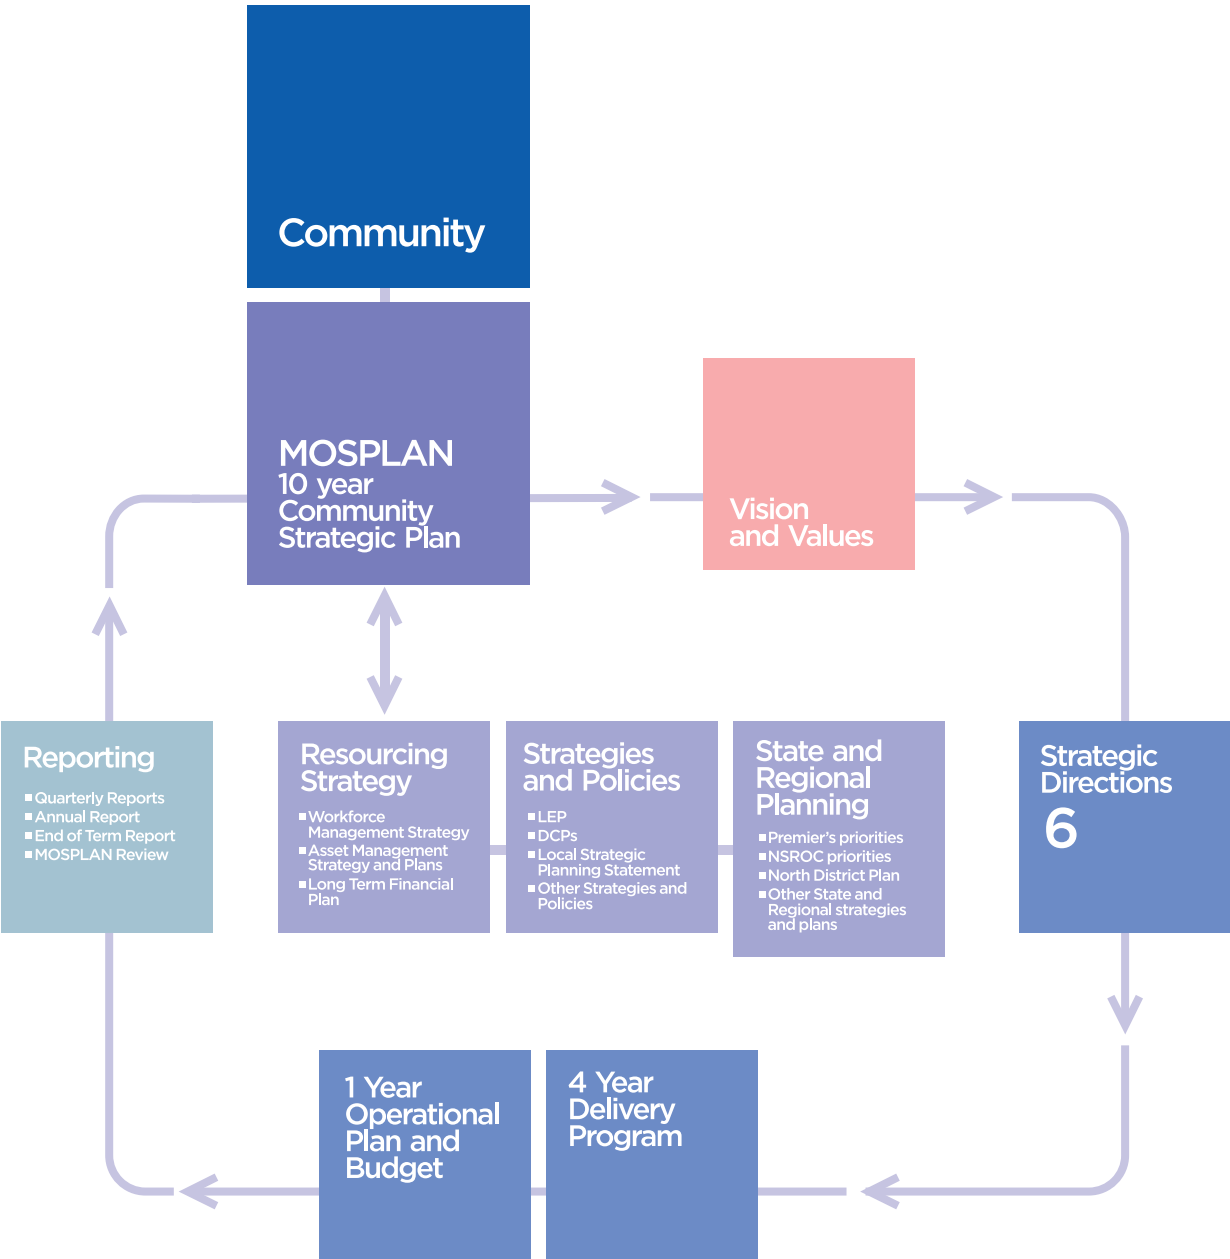 Community
MOSPLAN
10 year
Community
Strategic Plan
Vision
and Values
Reporting
Quarterly Reports
Annual Report
End of Term Report
MOSPLAN Review
Resourcing
Strategy
Workforce
Management Strategy
Asset Management
Strategy and Plans
Long Term Financial
Plan
Strategies
and Policies
LEP
DCPs
Local Strategic
Planning Statement
Other Strategies and
Policies
State and
Regional
Planning
Premier’s priorities
NSROC priorities
North District Plan
Other State and
Regional strategies
and plans
Strategic
Directions
6
1 Year
Operational
Plan and
Budget
4 Year
Delivery
Program